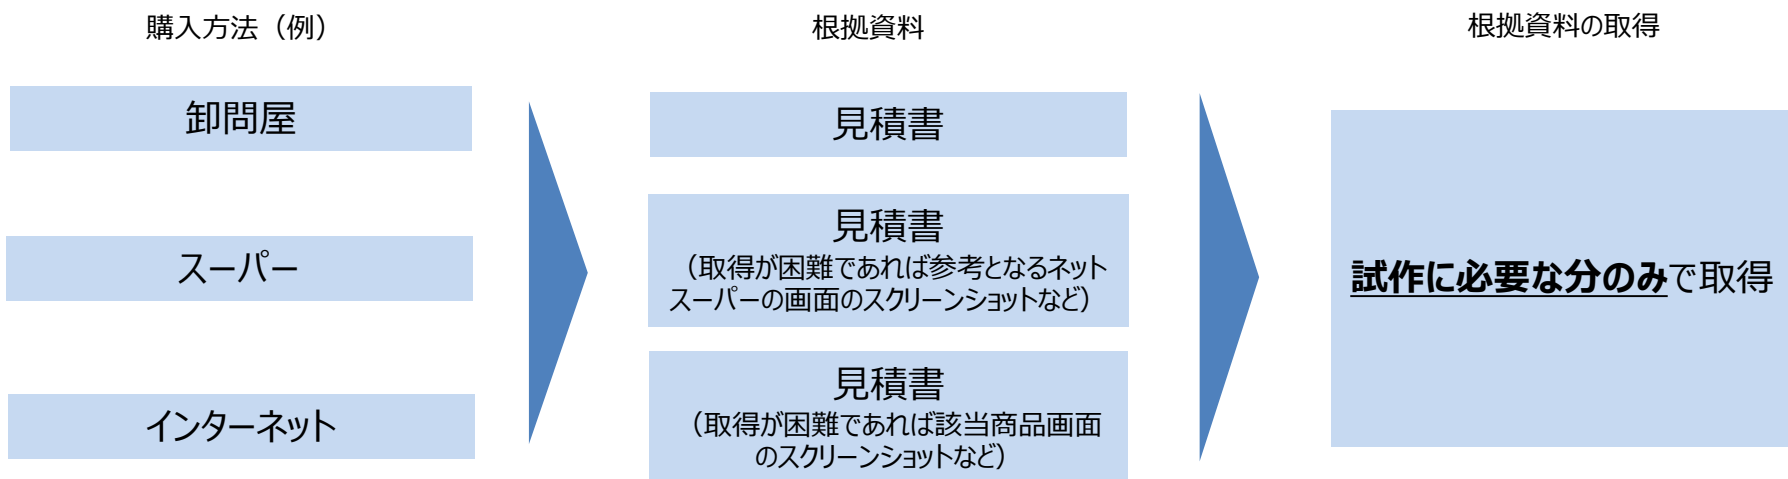 購入方法（例）
根拠資料
根拠資料の取得
卸問屋
スーパー
インターネット
見積書
見積書
（取得が困難であれば参考となるネット
スーパーの画面のスクリーンショットなど）
見積書
（取得が困難であれば該当商品画面
のスクリーンショットなど）
試作に必要な分のみで取得